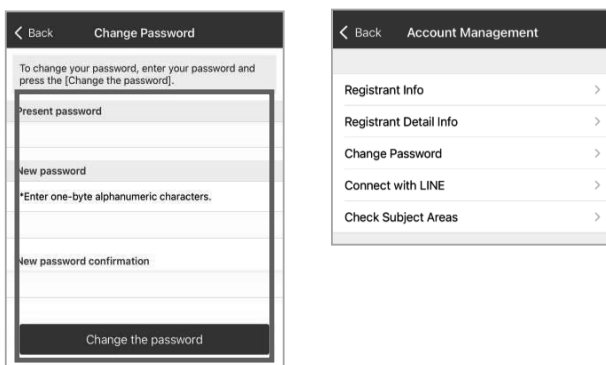 Back Change Password
To change your password, enter your password and
press the [Change the password].
Present password
New password
*Enter one-byte alphanumeric characters.
New password confirmation
Change the password
Back Account Management
Registrant Info
Registrant Detail Info
Change Password
Connect with LINE
Check Subject Areas